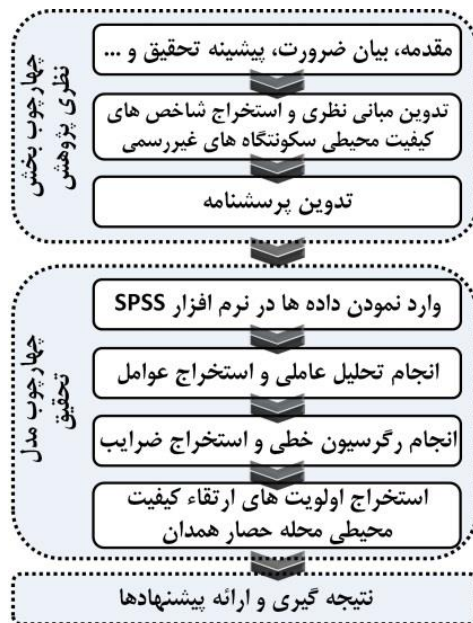 چهارچوب بخش
نظری پژوهش
مقدمه، بیان ضرورت، پیشینه تحقیق و ...
تدوین مبانی نظری و استخراج شاخص های
کیفیت محیطی سکونتگاه های غیررسمی
تدوین پرسشنامه
چهارچوب مدل
تحقیق
وارد نمودن داده ها در نرم افزار SPSS
انجام تحلیل عاملی و استخراج عوامل
انجام رگرسیون خطی و استخراج ضرایب
استخراج اولویت های ارتقاء کیفیت
محیطی محله حصار همدان
نتیجه گیری و ارائه پیشنهادها